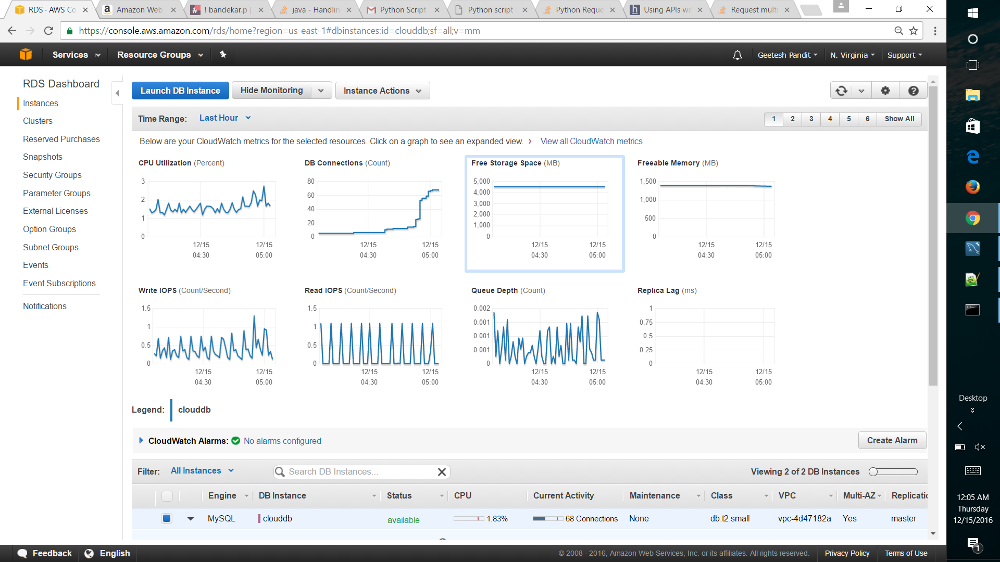 RDS · AWS Co
Amazon Web
! bandekar.p |
java - Handlin
Python Script
Python script
Python Reque
Using APIs wi
Request multi
https://console.aws.amazon.com/rds/home?region=us-east-1#dbinstances:id=clouddb;sf=all;v=mm
Services
Resource Groups
Geetesh Pandit
N. Virginia
Support
RDS Dashboard
Instances
Clusters
Reserved Purchases
Snapshots
Security Groups
Parameter Groups
External Licenses
Option Groups
Subnet Groups
Events
Event Subscriptions
Notifications
Launch DB Instance
Hide Monitoring
Instance Actions
Time Range: Last Hour
1 2 3 4 5 6 Show All
Below are your CloudWatch metrics for the selected resources. Click on a graph to see an expanded view. › View all CloudWatch metrics
CPU Utilization (Percent)
3
2
1
0
12/15 12/15
04:30 05:00
DB Connections (Count)
80
60
40
20
0
12/15 12/15
04:30 05:00
Free Storage Space (MB)
5,000
4,000
3,000
2,000
1,000
0
12/15 12/15
04:30 05:00
Freeable Memory (MB)
1,500
1,000
500
0
12/15 12/15
04:30 05:00
Write IOPS (Count/Second)
1.5
1
0.5
0
12/15 12/15
04:30 05:00
Read IOPS (Count/Second)
1.5
1
0.5
0
12/15 12/15
04:30 05:00
Queue Depth (Count)
0.002
0.001
0.001
0.001
0
12/15 12/15
04:30 05:00
Replica Lag (ms)
1
0.75
0.5
0.25
0
12/15 12/15
04:30 05:00
Legend: clouddb
CloudWatch Alarms: No alarms configured
Create Alarm
Filter: All Instances
Search DB Instances...
Viewing 2 of 2 DB Instances
Engine DB Instance Status CPU Current Activity Maintenance Class VPC Multi-AZ Replicatio
MySQL clouddb available 1.83% 68 Connections None db.t2.small vpc-4d47182a Yes master
Feedback
English
© 2008 - 2016, Amazon Web Services, Inc. or its affiliates. All rights reserved.
Privacy Policy
Terms of Use
Desktop
12:05 AM
Thursday
12/15/2016
1